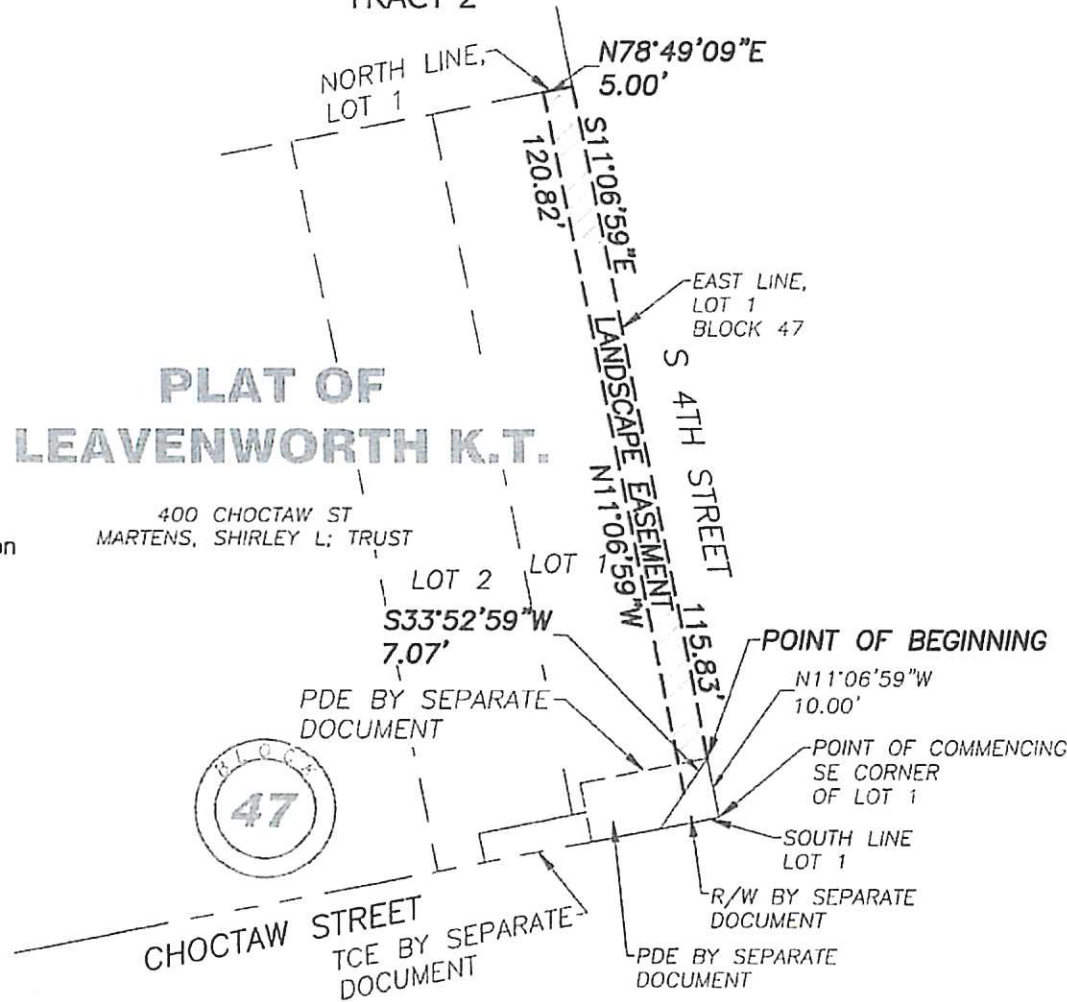 TRACT 2
NORTH LINE,
LOT 1
N78°49'09"E
5.00'
S11°06'59"E
120.82'
EAST LINE,
LOT 1
BLOCK 47
S 4TH STREET
LANDSCAPE EASEMENT
N11°06'59"W
115.83'
PLAT OF
LEAVENWORTH K.T.
400 CHOCTAW ST
MARTENS, SHIRLEY L; TRUST
on
LOT 2
LOT 1
S33°52'59"W
7.07'
PDE BY SEPARATE
DOCUMENT
POINT OF BEGINNING
N11°06'59"W
10.00'
POINT OF COMMENCING
SE CORNER
OF LOT 1
SOUTH LINE
LOT 1
R/W BY SEPARATE
DOCUMENT
PDE BY SEPARATE
DOCUMENT
BLOCK
47
CHOCTAW STREET
TCE BY SEPARATE
DOCUMENT